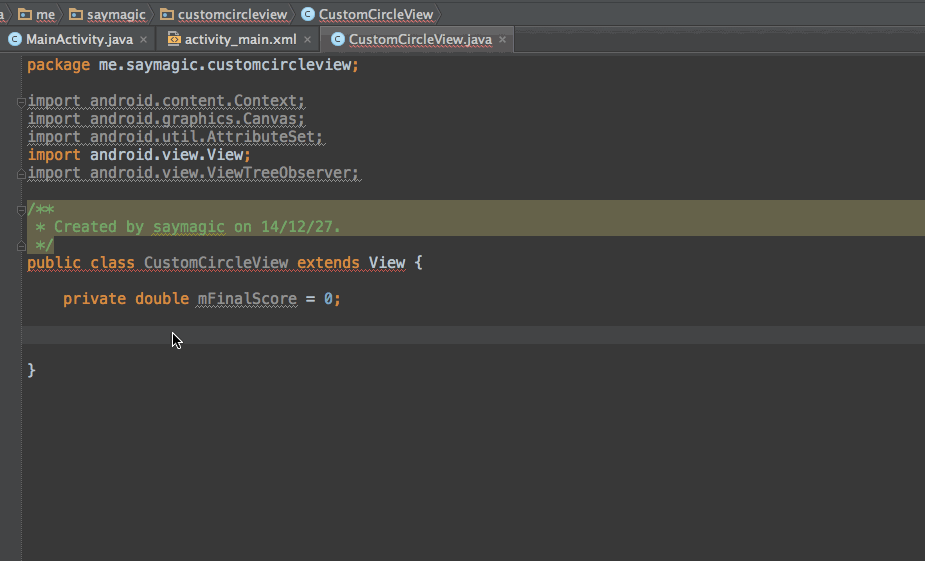 a me saymagic customcircleview CustomCircleView
MainActivity.java activity_main.xml CustomCircleView.java
package me.saymagic.customcircleview;
import android.content.Context;
import android.graphics.Canvas;
import android.util.AttributeSet;
import android.view.View;
import android.view.ViewTreeObserver;
/**
* Created by saymagic on 14/12/27.
*/
public class CustomCircleView extends View {
private double mFinalScore = 0;
}